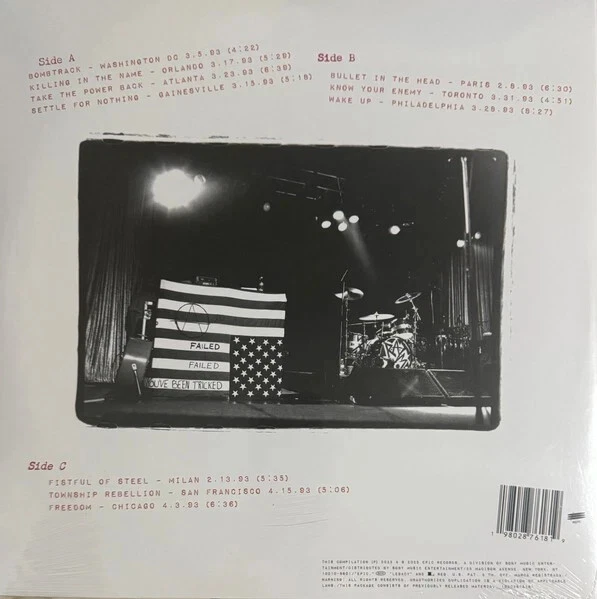 Side A
BOMBTRACK - WASHINGTON DC 3.5.93 (4:22)
KILLING IN THE NAME - ORLANDO 3.17.93 (5:29)
TAKE THE POWER BACK - ATLANTA 3.23.93 (6:39)
SETTLE FOR NOTHING - GAINESVILLE 3.15.93 (5:18)
Side B
BULLET IN THE HEAD - PARIS 2.8.93 (6:30)
KNOW YOUR ENEMY - TORONTO 3.31.93 (4:51)
WAKE UP - PHILADELPHIA 3.28.93 (8:27)
FAILED
FAILED
BEEN TRICKED
Side C
FISTFUL OF STEEL - MILAN 2.13.93 (5:35)
TOWNSHIP REBELLION - SAN FRANCISCO 4.15.93 (5:06)
FREEDOM - CHICAGO 4.3.93 (6:36)
1 98028 76181 9